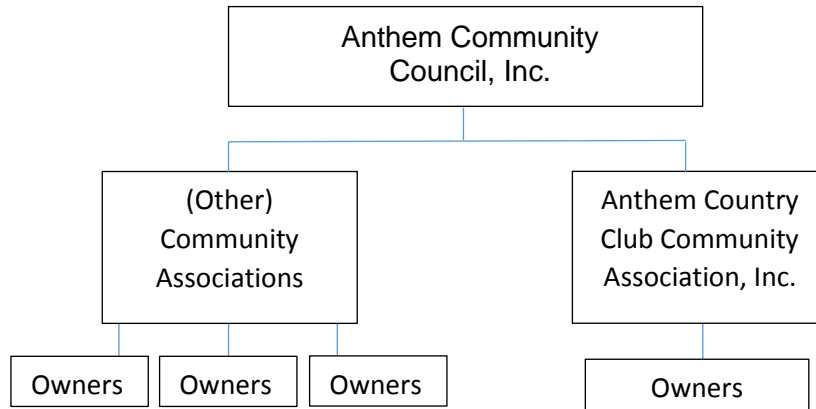 Anthem Community
Council, Inc.
(Other)
Community
Associations
Anthem Country
Club Community
Association, Inc.
Owners
Owners
Owners
Owners